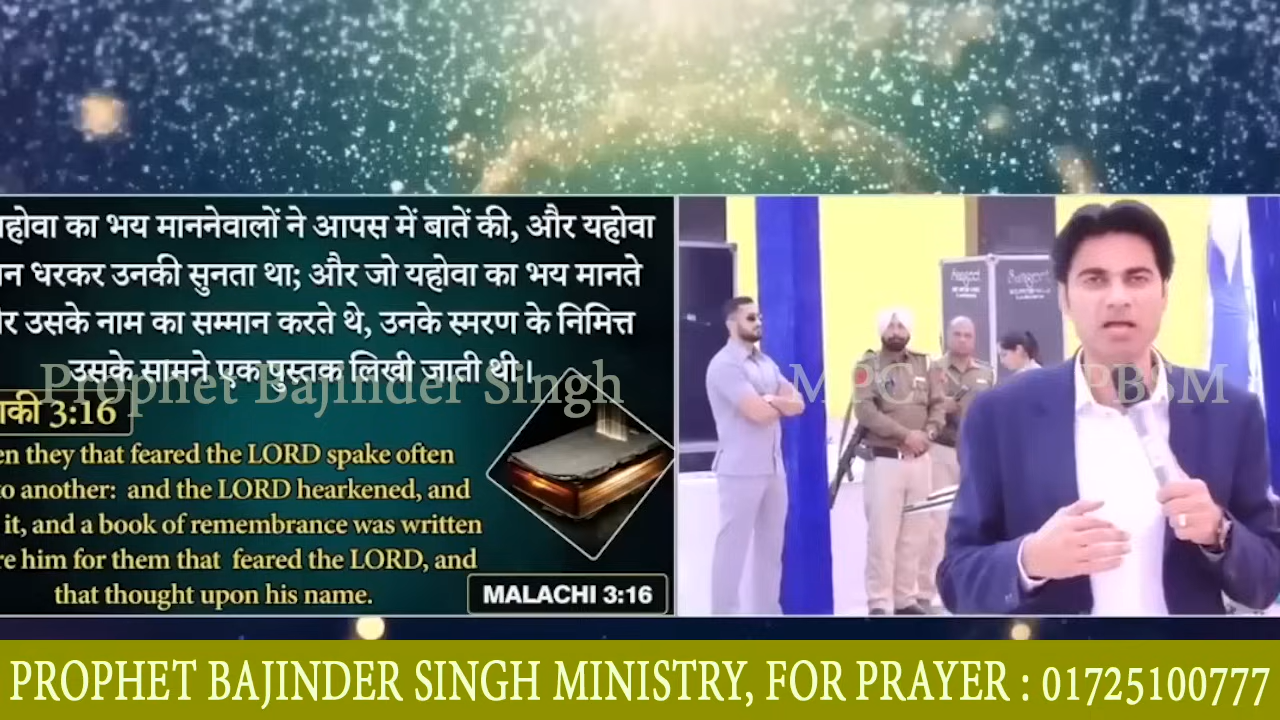 यहोवा का भय माननेवालों ने आपस में बातें की, और यहोवा
धरकर उनकी सुनता था; और जो यहोवा का भय मानते
उसके नाम का सम्मान करते थे, उनके स्मरण के निमित्त
उसके सामने एक पुस्तक लिखी जाती थी।
Prophet Bajinder Singh
MPC
PBSM
3:16
they that feared the LORD spake often
to another: and the LORD hearkened, and
it, and a book of remembrance was written
him for them that feared the LORD, and
that thought upon his name.
MALACHI 3:16
PROPHET BAJINDER SINGH MINISTRY, FOR PRAYER : 01725100777